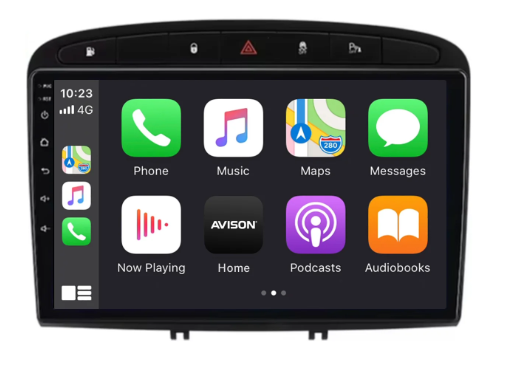 10:23
4G
Phone
Music
280
Maps
Messages
Now Playing
AVISON
Home
Podcasts
Audiobooks